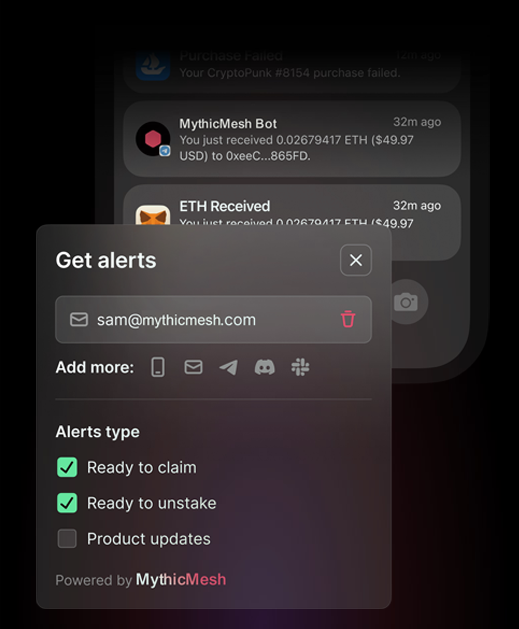 Purchase Failed
12m ago
Your CryptoPunk #8154 purchase failed.
MythicMesh Bot
32m ago
You just received 0.02679417 ETH ($49.97
USD) to 0xeeC...865FD.
ETH Received
32m ago
You just received 0.02679417 ETH ($49.97
Get alerts
sam@mythicmesh.com
Add more:
Alerts type
Ready to claim
Ready to unstake
Product updates
Powered by MythicMesh